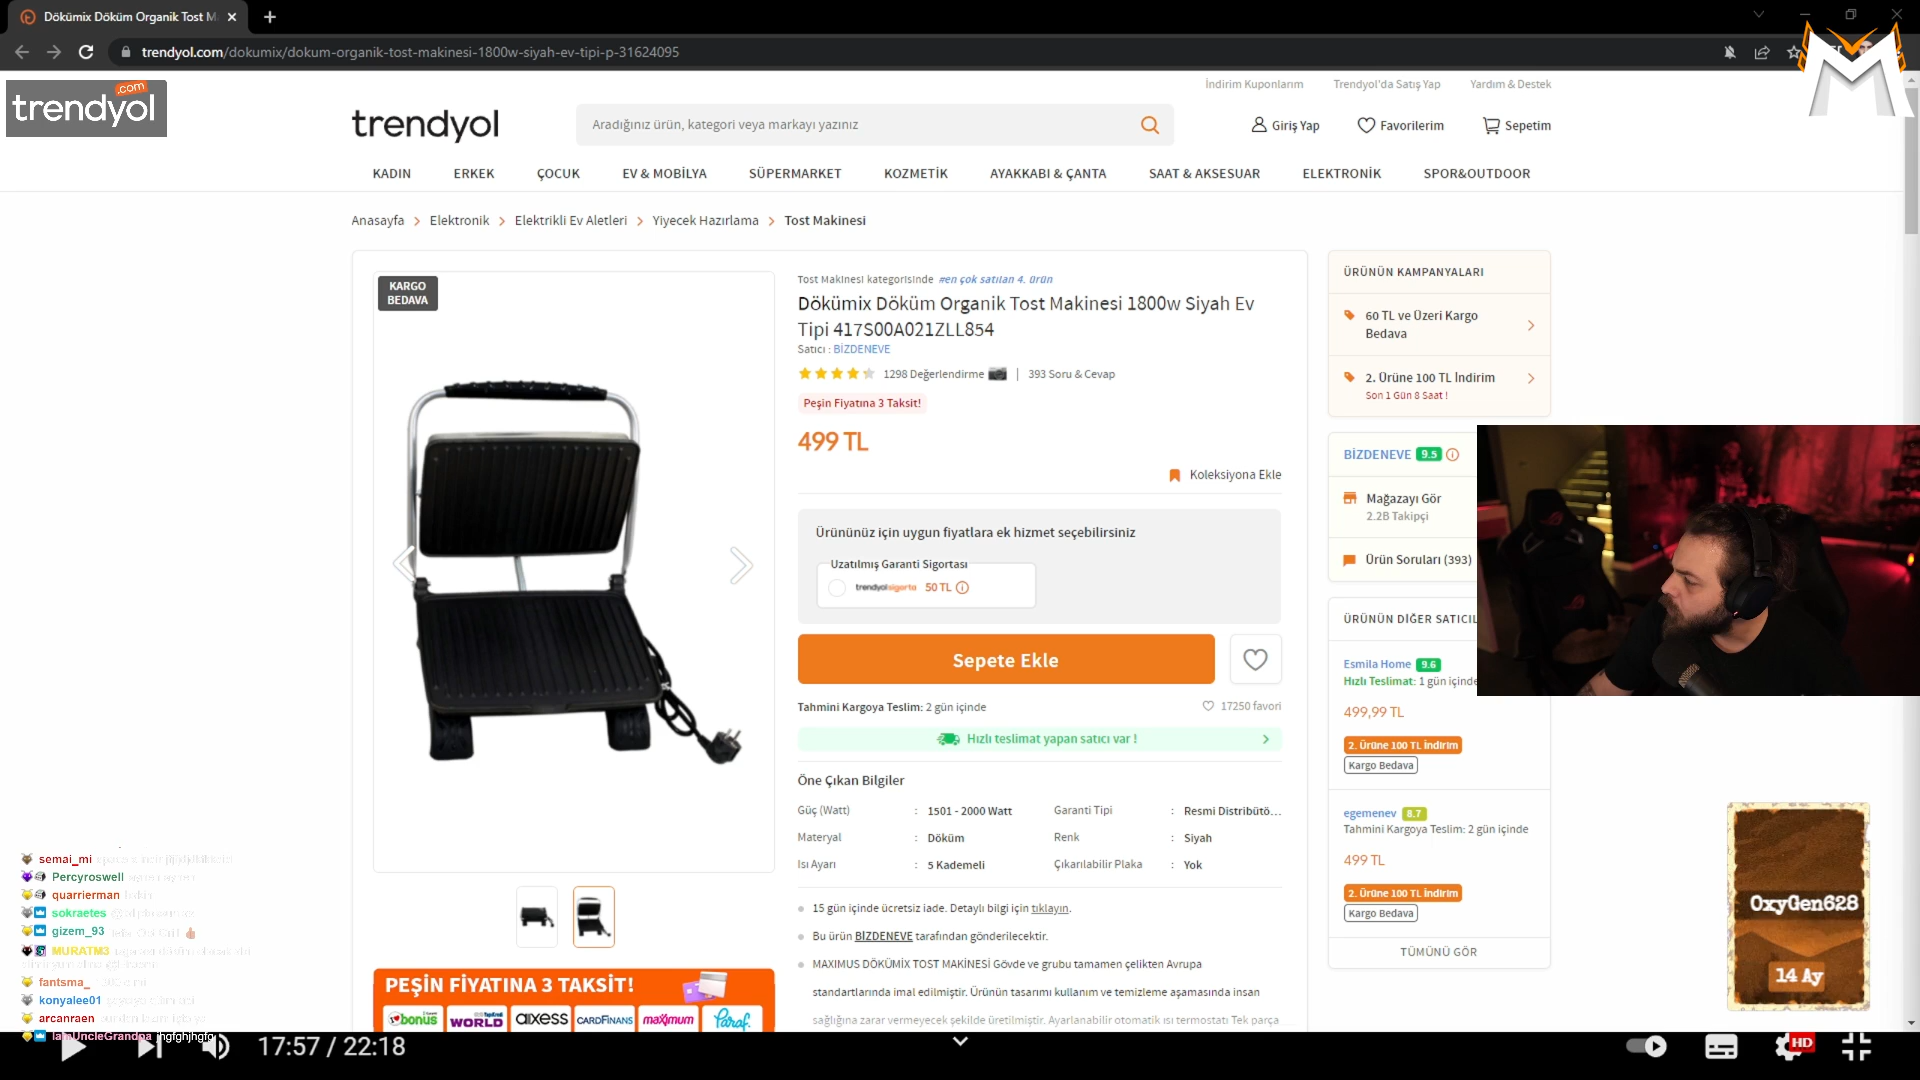 Dökümix Döküm Organik Tost M
trendyol.com/dokumix/dokum-organik-tost-makinesi-1800w-siyah-ev-tipi-p-31624095
trendyol
.com
İndirim Kuponlarım
Trendyol'da Satış Yap
Yardım & Destek
trendyol
Aradığınız ürün, kategori veya markayı yazınız
Giriş Yap
Favorilerim
Sepetim
KADIN
ERKEK
ÇOCUK
EV & MOBİLYA
SÜPERMARKET
KOZMETİK
AYAKKABI & ÇANTA
SAAT & AKSESUAR
ELEKTRONİK
SPOR&OUTDOOR
Anasayfa
Elektronik
Elektrikli Ev Aletleri
Yiyecek Hazırlama
Tost Makinesi
KARGO
BEDAVA
Tost Makinesi kategorisinde #en çok satılan 4. ürün
Dökümix Döküm Organik Tost Makinesi 1800w Siyah Ev
Tipi 417S00A021ZLL854
Satıcı : BİZDENEVE
1298 Değerlendirme | 393 Soru & Cevap
Peşin Fiyatına 3 Taksit!
499 TL
Koleksiyona Ekle
Ürününüz için uygun fiyatlara ek hizmet seçebilirsiniz
Uzatılmış Garanti Sigortası
trendyolsigorta 50 TL
Sepete Ekle
Tahmini Kargoya Teslim: 2 gün içinde
17250 favori
Hızlı teslimat yapan satıcı var !
Öne Çıkan Bilgiler
Güç (Watt) : 1501 - 2000 Watt
Garanti Tipi : Resmi Distribütö...
Materyal : Döküm
Renk : Siyah
Isı Ayarı : 5 Kademeli
Çıkarılabilir Plaka : Yok
15 gün içinde ücretsiz iade. Detaylı bilgi için tıklayın.
Bu ürün BİZDENEVE tarafından gönderilecektir.
MAXIMUS DÖKÜMİX TOST MAKİNESİ Gövde ve grubu tamamen çelikten Avrupa
standartlarında imal edilmiştir. Ürünün tasarımı kullanım ve temizleme aşamasında insan
sağlığına zarar vermeyecek şekilde üretilmiştir. Ayarlanabilir otomatik ısı termostatı Tek parça
PEŞİN FİYATINA 3 TAKSİT!
bonus
WORLD
axess
CARDFINANS
maximum
Paraf
ÜRÜNÜN KAMPANYALARI
60 TL ve Üzeri Kargo
Bedava
2. Ürüne 100 TL İndirim
Son 1 Gün 8 Saat !
BİZDENEVE 9.5
Mağazayı Gör
2.2B Takipçi
Ürün Soruları (393)
ÜRÜNÜN DİĞER SATICIL
Esmila Home 9.6
Hızlı Teslimat: 1 gün içinde
499,99 TL
2. Ürüne 100 TL İndirim
Kargo Bedava
egemenev 8.7
Tahmini Kargoya Teslim: 2 gün içinde
499 TL
2. Ürüne 100 TL İndirim
Kargo Bedava
TÜMÜNÜ GÖR
OxyGen628
14 Ay
semai_mi
Percyroswell
quarrierman
sokraetes
gizem_93
MURATM3
fantsma_
konyalee01
arcanraen
IamUncleGrandpa jhgfghjhgfg
17:57 / 22:18
HD